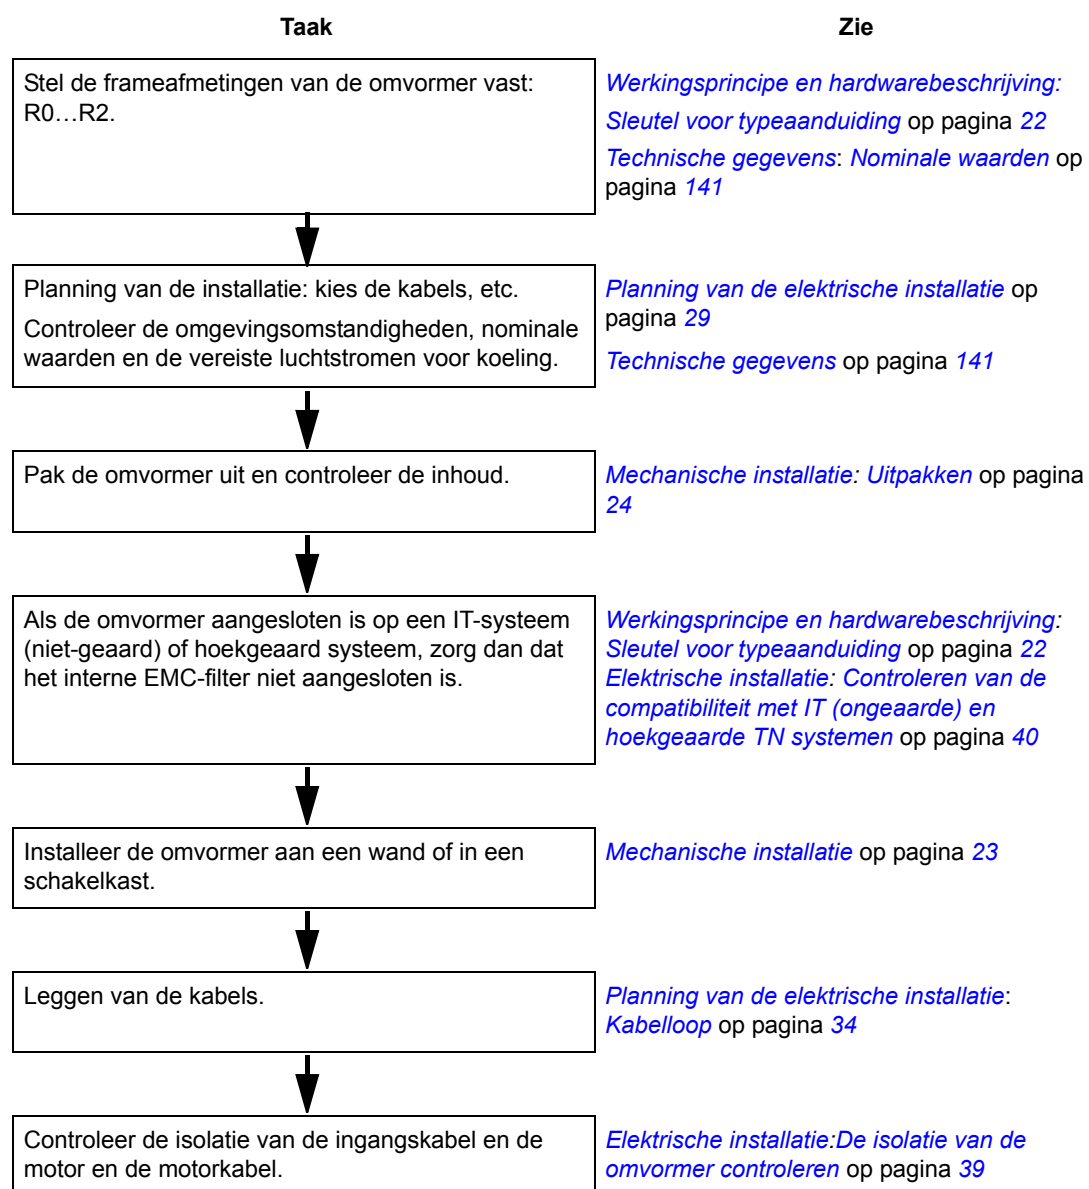 Taak
Zie
Stel de frameafmetingen van de omvormer vast:
R0…R2.
Werkingsprincipe en hardwarebeschrijving:
Sleutel voor typeaanduiding op pagina 22
Technische gegevens: Nominale waarden op
pagina 141
Planning van de installatie: kies de kabels, etc.
Controleer de omgevingsomstandigheden, nominale
waarden en de vereiste luchtstromen voor koeling.
Planning van de elektrische installatie op
pagina 29
Technische gegevens op pagina 141
Pak de omvormer uit en controleer de inhoud.
Mechanische installatie: Uitpakken op pagina
24
Als de omvormer aangesloten is op een IT-systeem
(niet-geaard) of hoekgeaard systeem, zorg dan dat
het interne EMC-filter niet aangesloten is.
Werkingsprincipe en hardwarebeschrijving:
Sleutel voor typeaanduiding op pagina 22
Elektrische installatie: Controleren van de
compatibiliteit met IT (ongeaarde) en
hoekgeaarde TN systemen op pagina 40
Installeer de omvormer aan een wand of in een
schakelkast.
Mechanische installatie op pagina 23
Leggen van de kabels.
Planning van de elektrische installatie:
Kabelloop op pagina 34
Controleer de isolatie van de ingangskabel en de
motor en de motorkabel.
Elektrische installatie:De isolatie van de
omvormer controleren op pagina 39